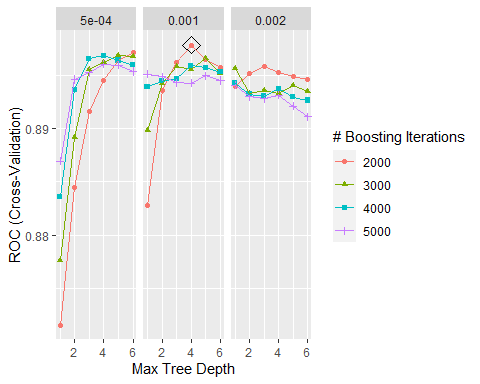 5e-04 0.001 0.002
ROC (Cross-Validation)
0.89
0.88
2 4 6 2 4 6 2 4 6
Max Tree Depth
# Boosting Iterations
2000
3000
4000
5000